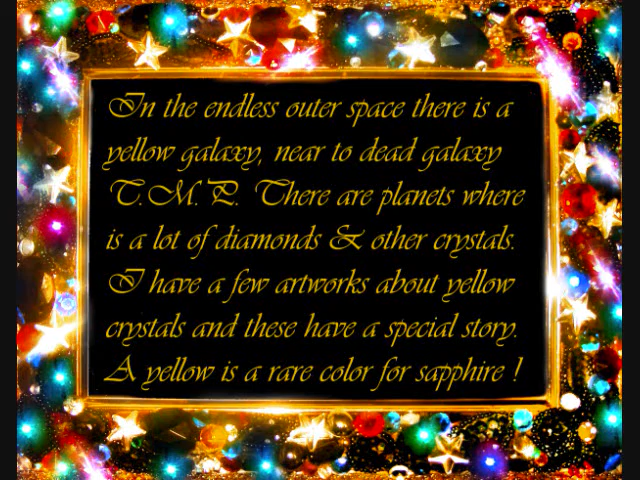 In the endless outer space there is a
yellow galaxy, near to dead galaxy
T.M.P. There are planets where
is a lot of diamonds & other crystals.
I have a few artworks about yellow
crystals and these have a special story.
A yellow is a rare color for sapphire !